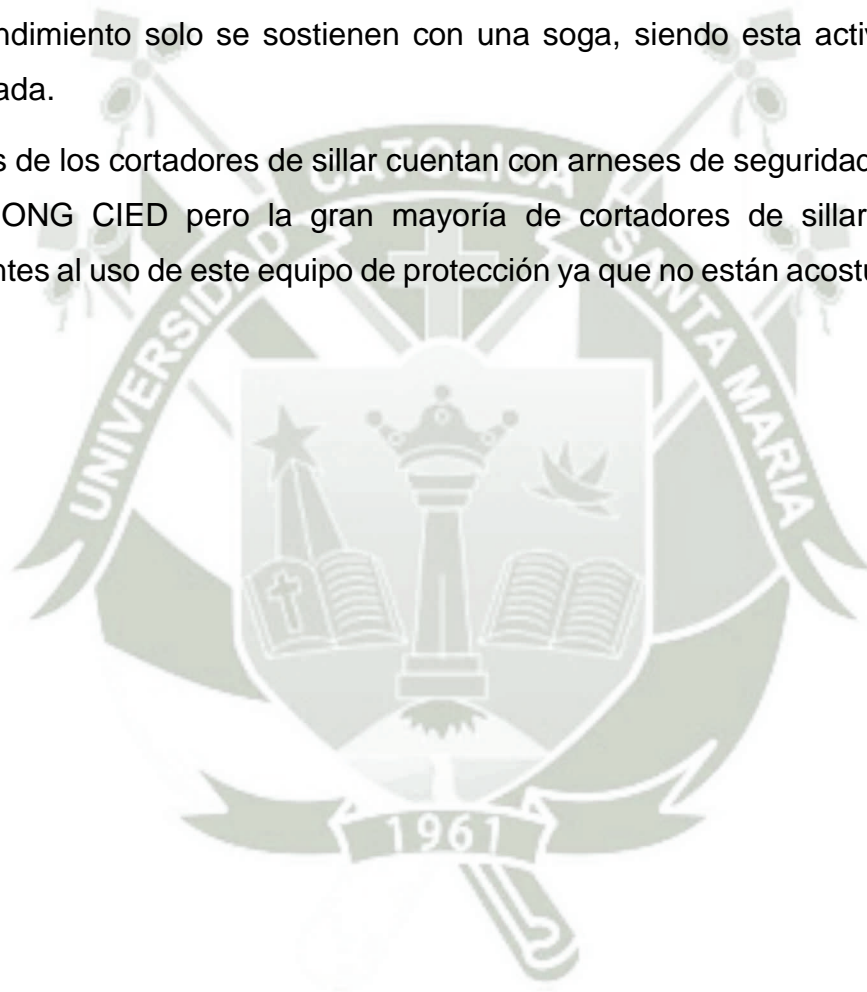 ndimiento solo se sostienen con una soga, siendo esta activ
ada.
s de los cortadores de sillar cuentan con arneses de seguridad
ONG CIED pero la gran mayoría de cortadores de sillar
ntes al uso de este equipo de protección ya que no están acostu
UNIVERSIDAD CATOLICA SANTA MARIA
1961